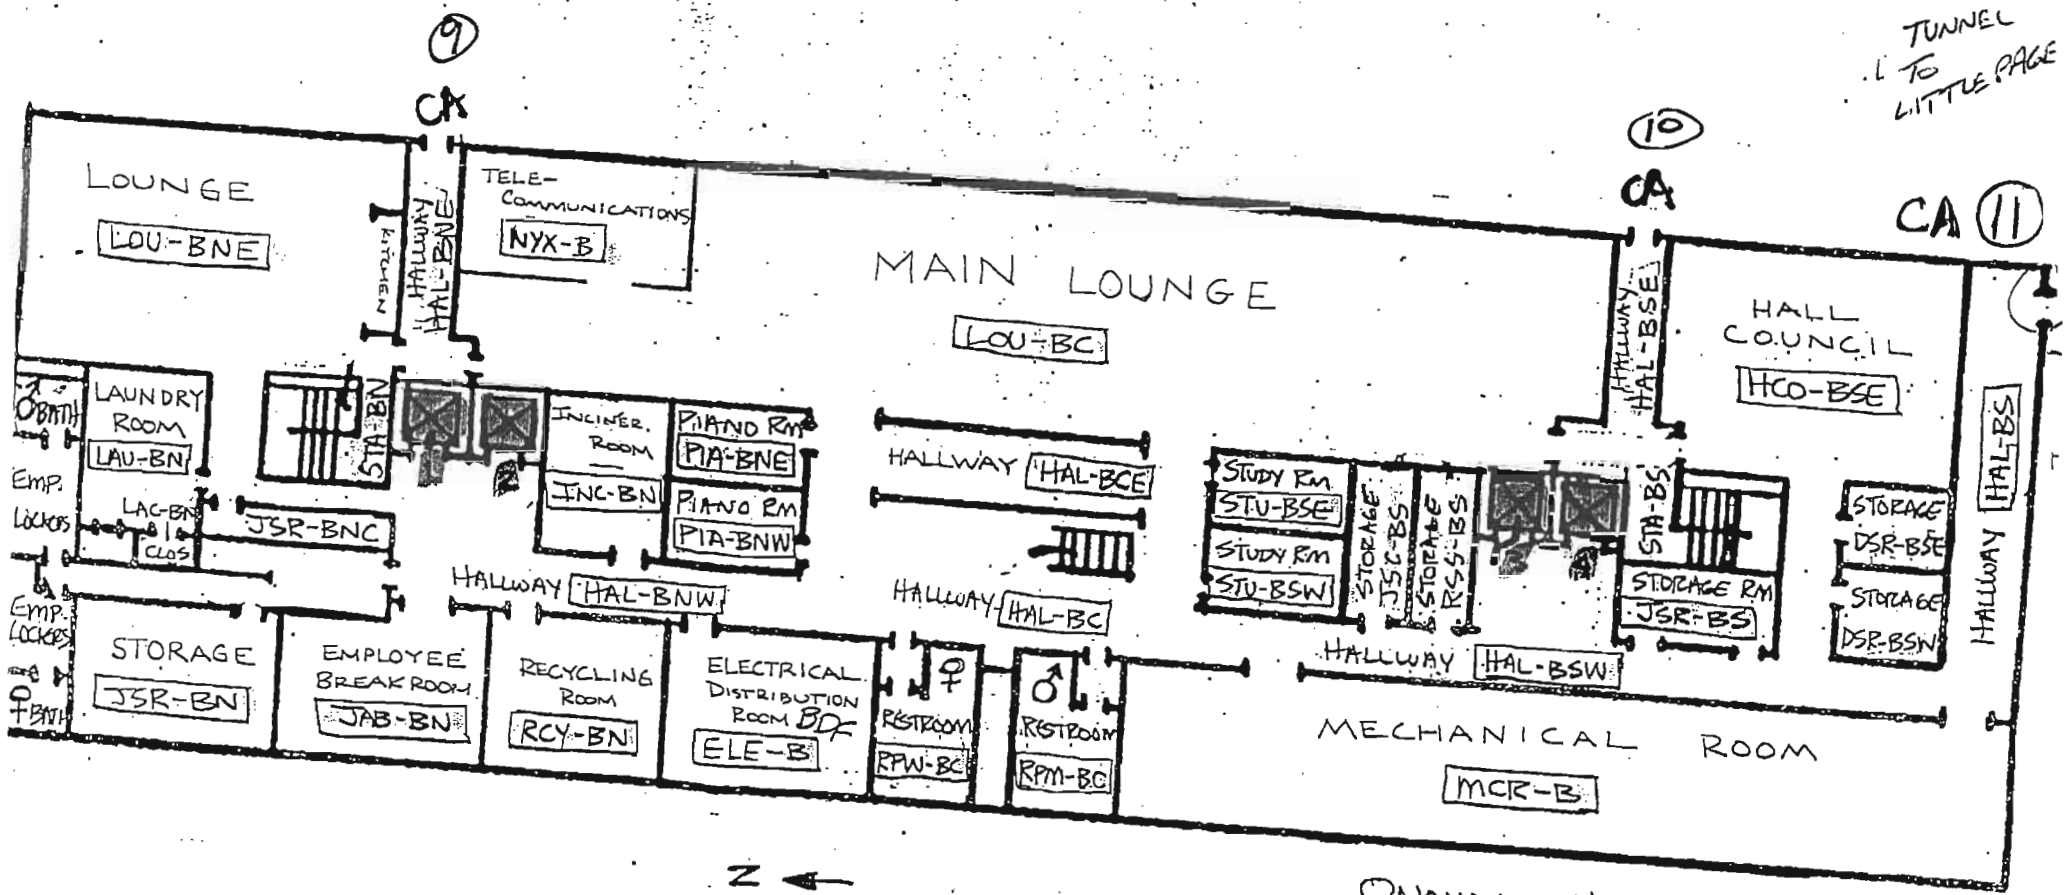 9
CA
TUNNEL
TO
LITTLEPAGE
10
CA
CA 11
LOUNGE
LOU-BNE
KITCHEN
HALLWAY
HAL-BNE
TELE-
COMMUNICATIONS
NYX-B
MAIN LOUNGE
LOU-BC
HALLWAY
HAL-BSE
HALL
COUNCIL
HCO-BSE
HALLWAY HAL-BS
♂ BATH
LAUNDRY
ROOM
LAU-BN
STA-BN
INCINER.
ROOM
INC-BN
PIANO RM
PIA-BNE
PIANO RM
PIA-BNW
HALLWAY HAL-BCE
STUDY RM
STU-BSE
STUDY RM
STU-BSW
STORAGE
JSC-BS
STORAGE
RSS-BS
STA-BS
STORAGE
DSR-BSE
STORAGE
DSR-BSW
EMP.
LOCKERS
LAC-BN
CLOS
JSR-BNC
2
4
STORAGE RM
JSR-BS
HALLWAY HAL-BNW
HALLWAY HAL-BC
HALLWAY HAL-BSW
EMP.
LOCKERS
♀ BATH
STORAGE
JSR-BN
EMPLOYEE
BREAKROOM
JAB-BN
RECYCLING
ROOM
RCY-BN
ELECTRICAL
DISTRIBUTION
ROOM BDF
ELE-B
♀
RESTROOM
RPW-BC
♂
RESTROOM
RPM-BC
MECHANICAL ROOM
MCR-B
N